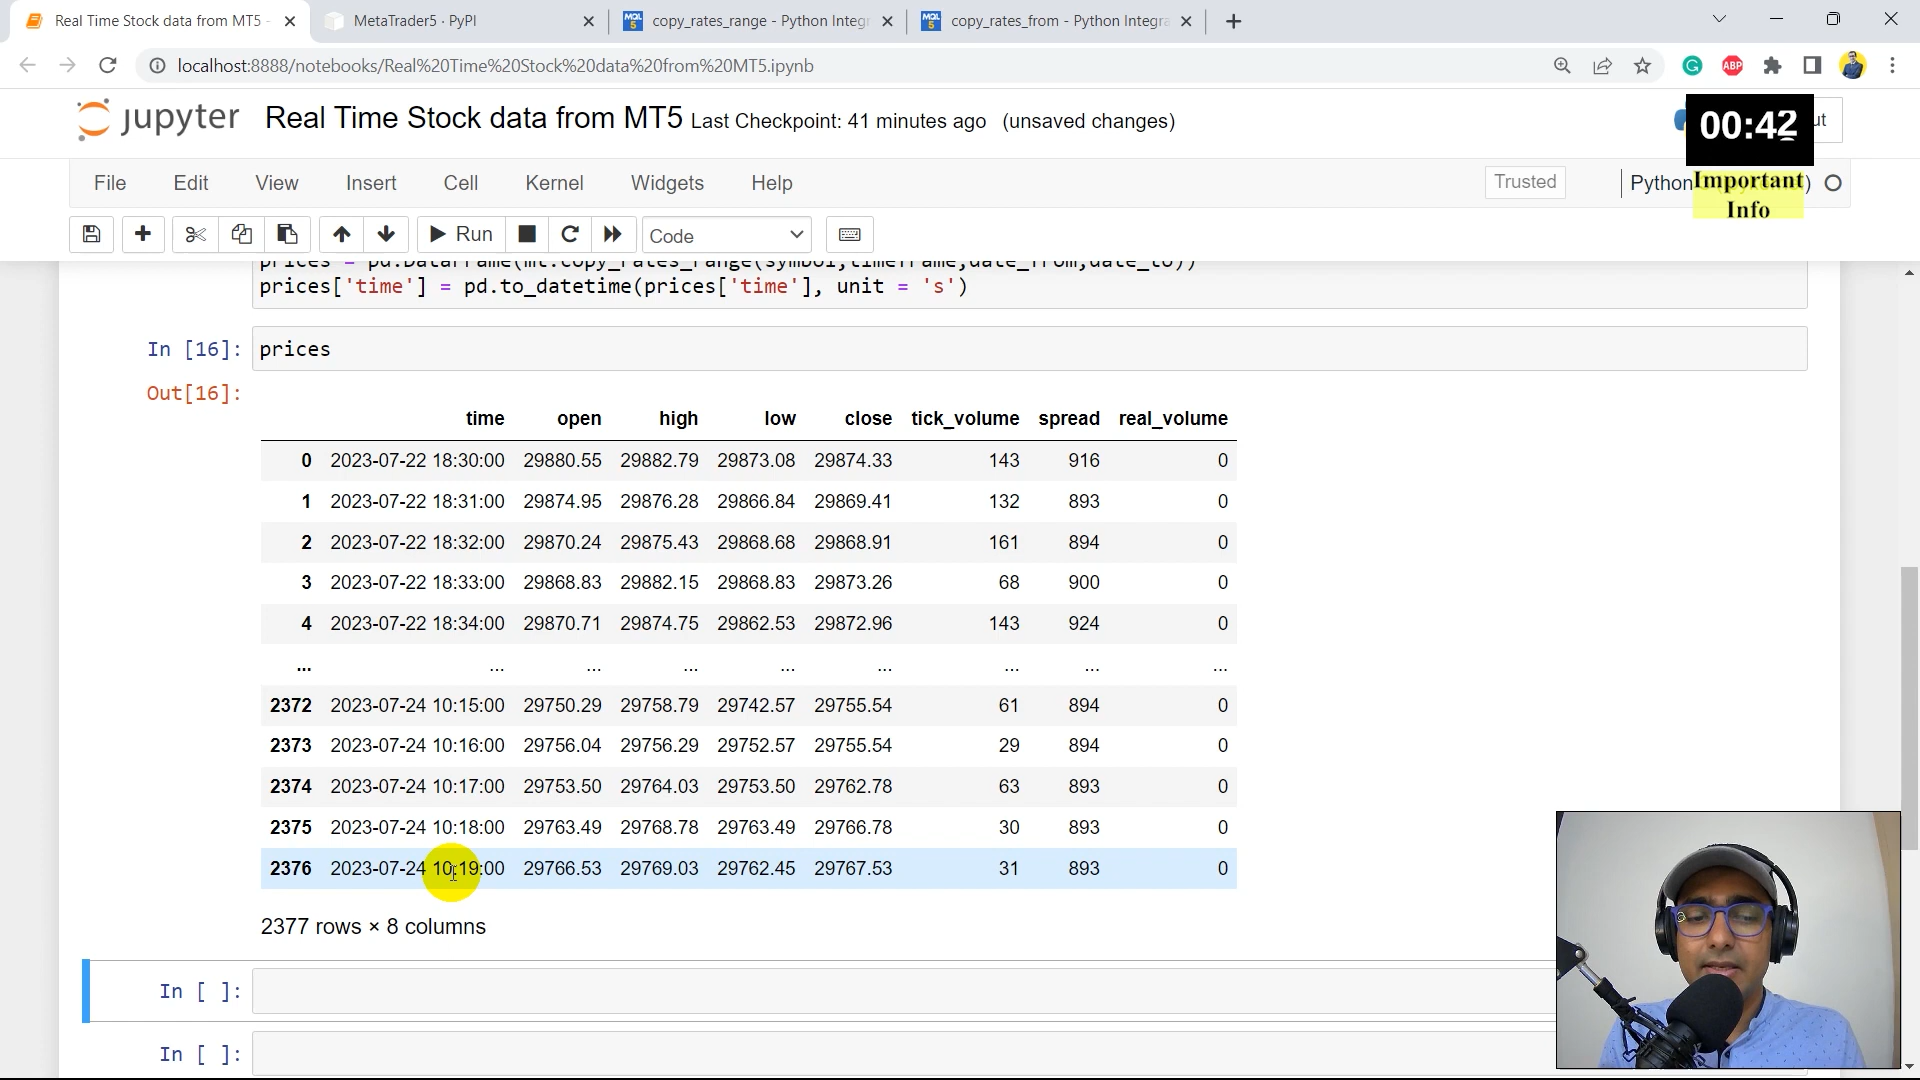 Real Time Stock data from MT5 -
MetaTrader5 · PyPI
copy_rates_range - Python Integr
copy_rates_from - Python Integra
localhost:8888/notebooks/Real%20Time%20Stock%20data%20from%20MT5.ipynb
jupyter Real Time Stock data from MT5 Last Checkpoint: 41 minutes ago (unsaved changes)
00:42
ut
File Edit View Insert Cell Kernel Widgets Help
Trusted
Python
Important
Info
Run
Code
prices = pd.DataFrame(mt.copy_rates_range(symbol,timeframe,date_from,date_to))
prices['time'] = pd.to_datetime(prices['time'], unit = 's')
In [16]: prices
Out[16]:
time open high low close tick_volume spread real_volume
0 2023-07-22 18:30:00 29880.55 29882.79 29873.08 29874.33 143 916 0
1 2023-07-22 18:31:00 29874.95 29876.28 29866.84 29869.41 132 893 0
2 2023-07-22 18:32:00 29870.24 29875.43 29868.68 29868.91 161 894 0
3 2023-07-22 18:33:00 29868.83 29882.15 29868.83 29873.26 68 900 0
4 2023-07-22 18:34:00 29870.71 29874.75 29862.53 29872.96 143 924 0
... ... ... ... ... ... ... ... ...
2372 2023-07-24 10:15:00 29750.29 29758.79 29742.57 29755.54 61 894 0
2373 2023-07-24 10:16:00 29756.04 29756.29 29752.57 29755.54 29 894 0
2374 2023-07-24 10:17:00 29753.50 29764.03 29753.50 29762.78 63 893 0
2375 2023-07-24 10:18:00 29763.49 29768.78 29763.49 29766.78 30 893 0
2376 2023-07-24 10:19:00 29766.53 29769.03 29762.45 29767.53 31 893 0
2377 rows × 8 columns
In [ ]:
In [ ]: